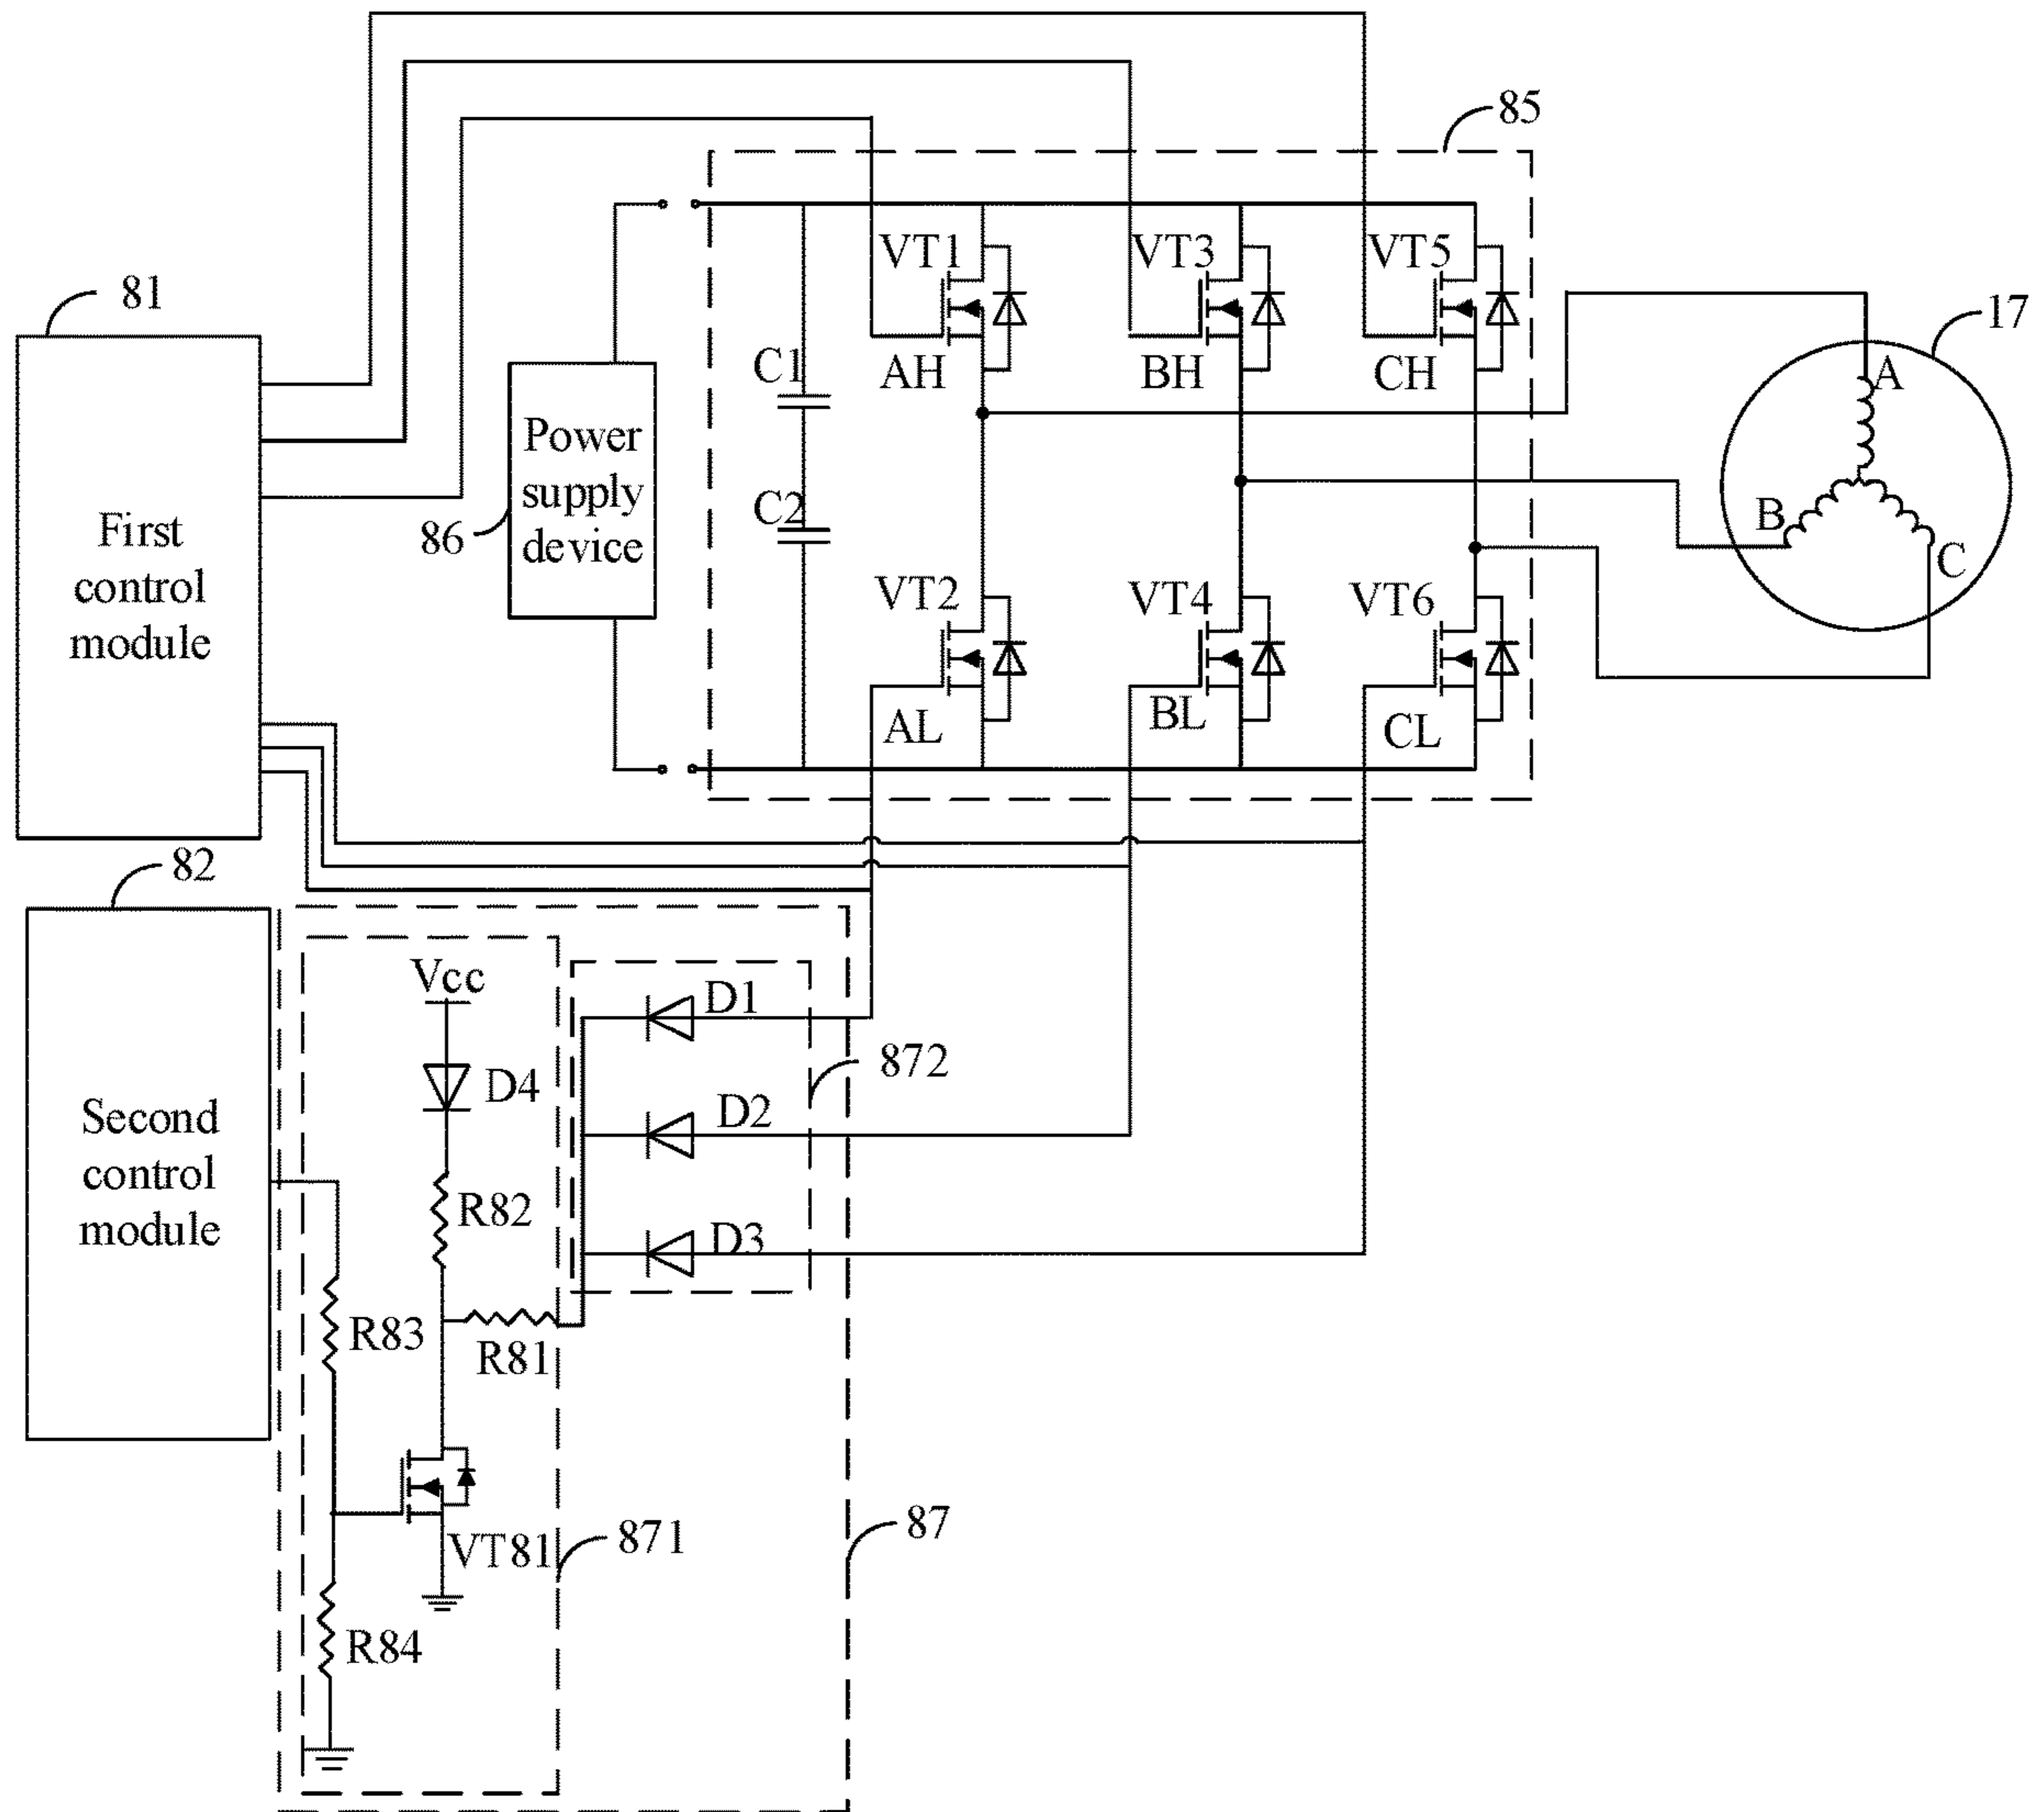 85
VT1
VT3
VT5
81
17
C1
AH
BH
CH
A
Power
supply
device
C2
B
86
First
control
module
C
VT2
VT4
VT6
AL
BL
CL
82
Vcc
D1
872
D4
D2
Second
control
module
R82
D3
R83
R81
87
VT81
871
R84